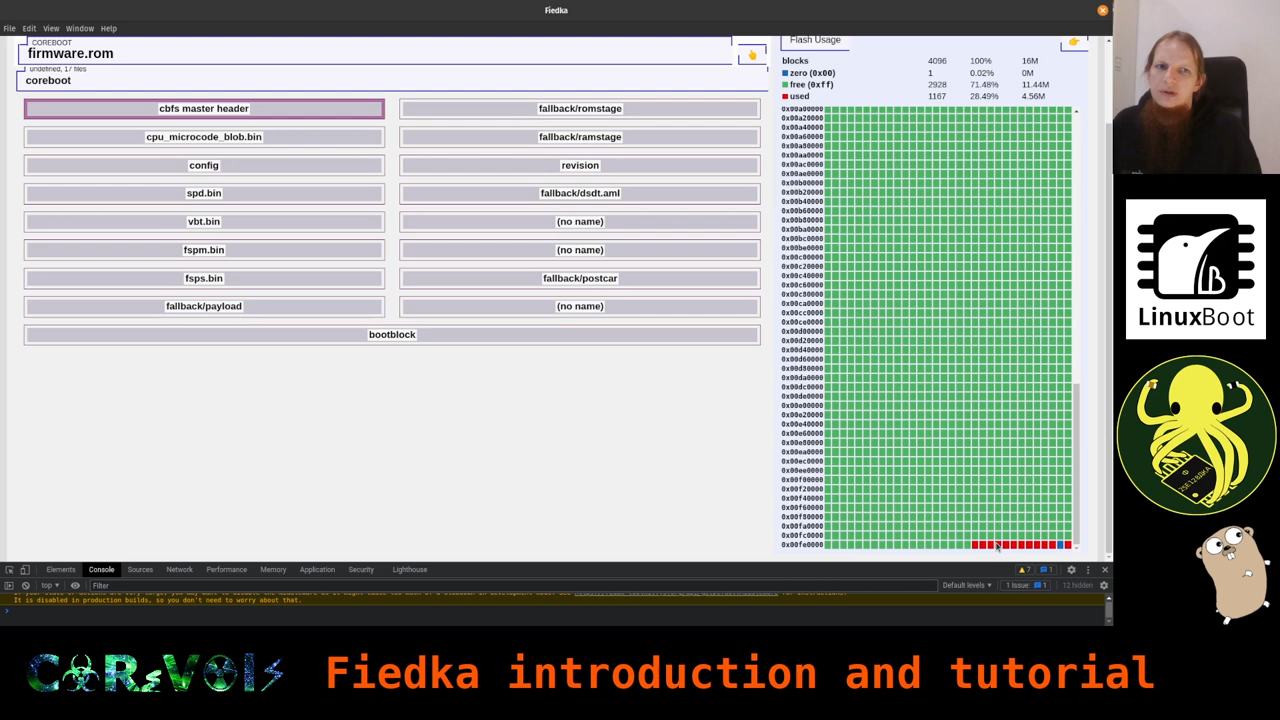 Fiedka
File Edit View Window Help
COREBOOT
firmware.rom
undefined, 17 files
coreboot
cbfs master header
fallback/romstage
cpu_microcode_blob.bin
fallback/ramstage
config
revision
spd.bin
fallback/dsdt.aml
vbt.bin
(no name)
fspm.bin
(no name)
fsps.bin
fallback/postcar
fallback/payload
(no name)
bootblock
Flash Usage
blocks 4096 100% 16M
zero (0x00) 1 0.02% 0M
free (0xff) 2928 71.48% 11.44M
used 1167 28.49% 4.56M
0x00a00000
0x00a20000
0x00a40000
0x00a60000
0x00a80000
0x00aa0000
0x00ac0000
0x00ae0000
0x00b00000
0x00b20000
0x00b40000
0x00b60000
0x00b80000
0x00ba0000
0x00bc0000
0x00be0000
0x00c00000
0x00c20000
0x00c40000
0x00c60000
0x00c80000
0x00ca0000
0x00cc0000
0x00ce0000
0x00d00000
0x00d20000
0x00d40000
0x00d60000
0x00d80000
0x00da0000
0x00dc0000
0x00de0000
0x00e00000
0x00e20000
0x00e40000
0x00e60000
0x00e80000
0x00ea0000
0x00ec0000
0x00ee0000
0x00f00000
0x00f20000
0x00f40000
0x00f60000
0x00f80000
0x00fa0000
0x00fc0000
0x00fe0000
LB
LinuxBoot
Elements Console Sources Network Performance Memory Application Security Lighthouse 7 1
top Filter Default levels 1 Issue: 1 12 hidden
It is disabled in production builds, so you don't need to worry about that.
Fiedka introduction and tutorial